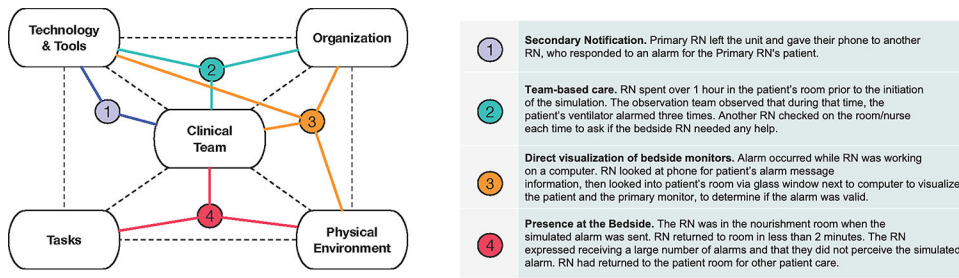 Technology
& Tools
Organization
2
1
3
Clinical
Team
4
Tasks
Physical
Environment
1
Secondary Notification. Primary RN left the unit and gave their phone to another
RN, who responded to an alarm for the Primary RN's patient.
2
Team-based care. RN spent over 1 hour in the patient's room prior to the initiation
of the simulation. The observation team observed that during that time, the
patient's ventilator alarmed three times. Another RN checked on the room/nurse
each time to ask if the bedside RN needed any help.
3
Direct visualization of bedside monitors. Alarm occurred while RN was working
on a computer. RN looked at phone for patient's alarm message
information, then looked into patient's room via glass window next to computer to visualize
the patient and the primary monitor, to determine if the alarm was valid.
4
Presence at the Bedside. The RN was in the nourishment room when the
simulated alarm was sent. RN returned to room in less than 2 minutes. The RN
expressed receiving a large number of alarms and that they did not perceive the simulated
alarm. RN had returned to the patient room for other patient care.